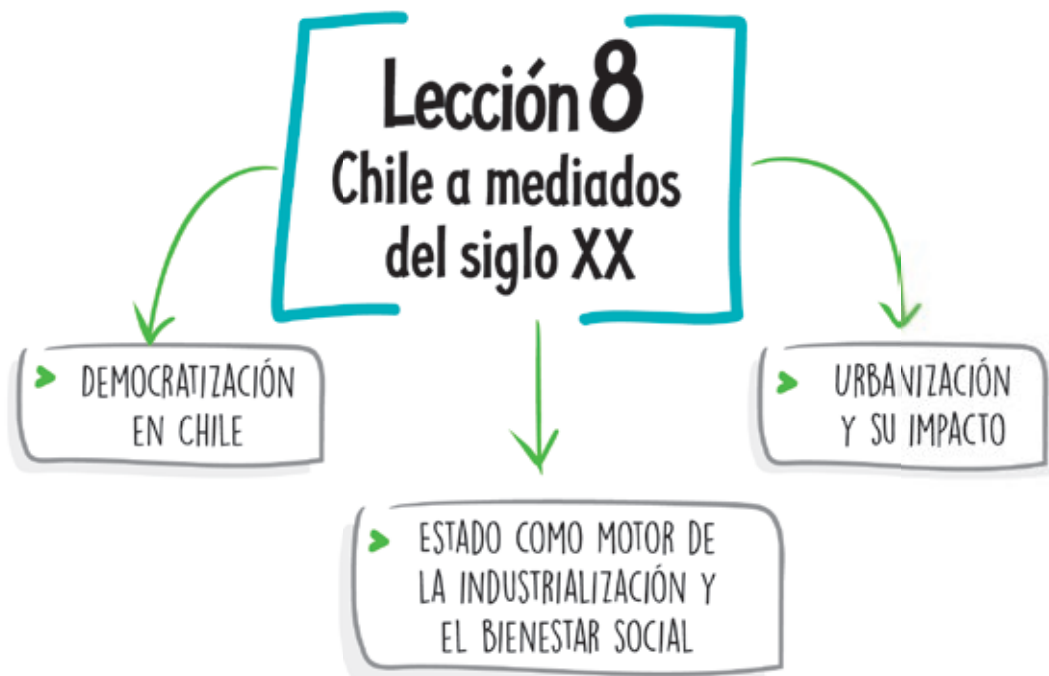 Lección 8
Chile a mediados
del siglo XX
DEMOCRATIZACIÓN
EN CHILE
ESTADO COMO MOTOR DE
LA INDUSTRIALIZACIÓN Y
EL BIENESTAR SOCIAL
URBANIZACIÓN
Y SU IMPACTO